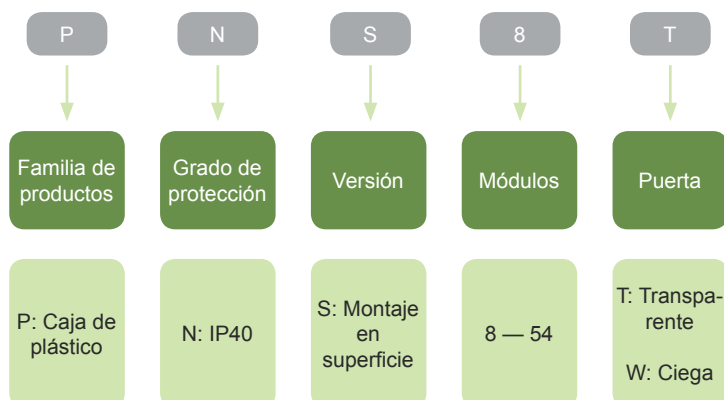 P
N
S
8
T
Familia de
productos
Grado de
protección
Versión
Módulos
Puerta
P: Caja de
plástico
N: IP40
S: Montaje
en
superficie
8 — 54
T: Transpa-
rente
W: Ciega